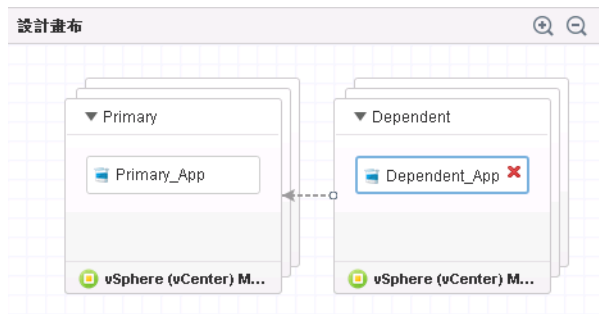 設計畫布
Primary
Dependent
Primary_App
Dependent_App
vSphere (vCenter) M...
vSphere (vCenter) M...